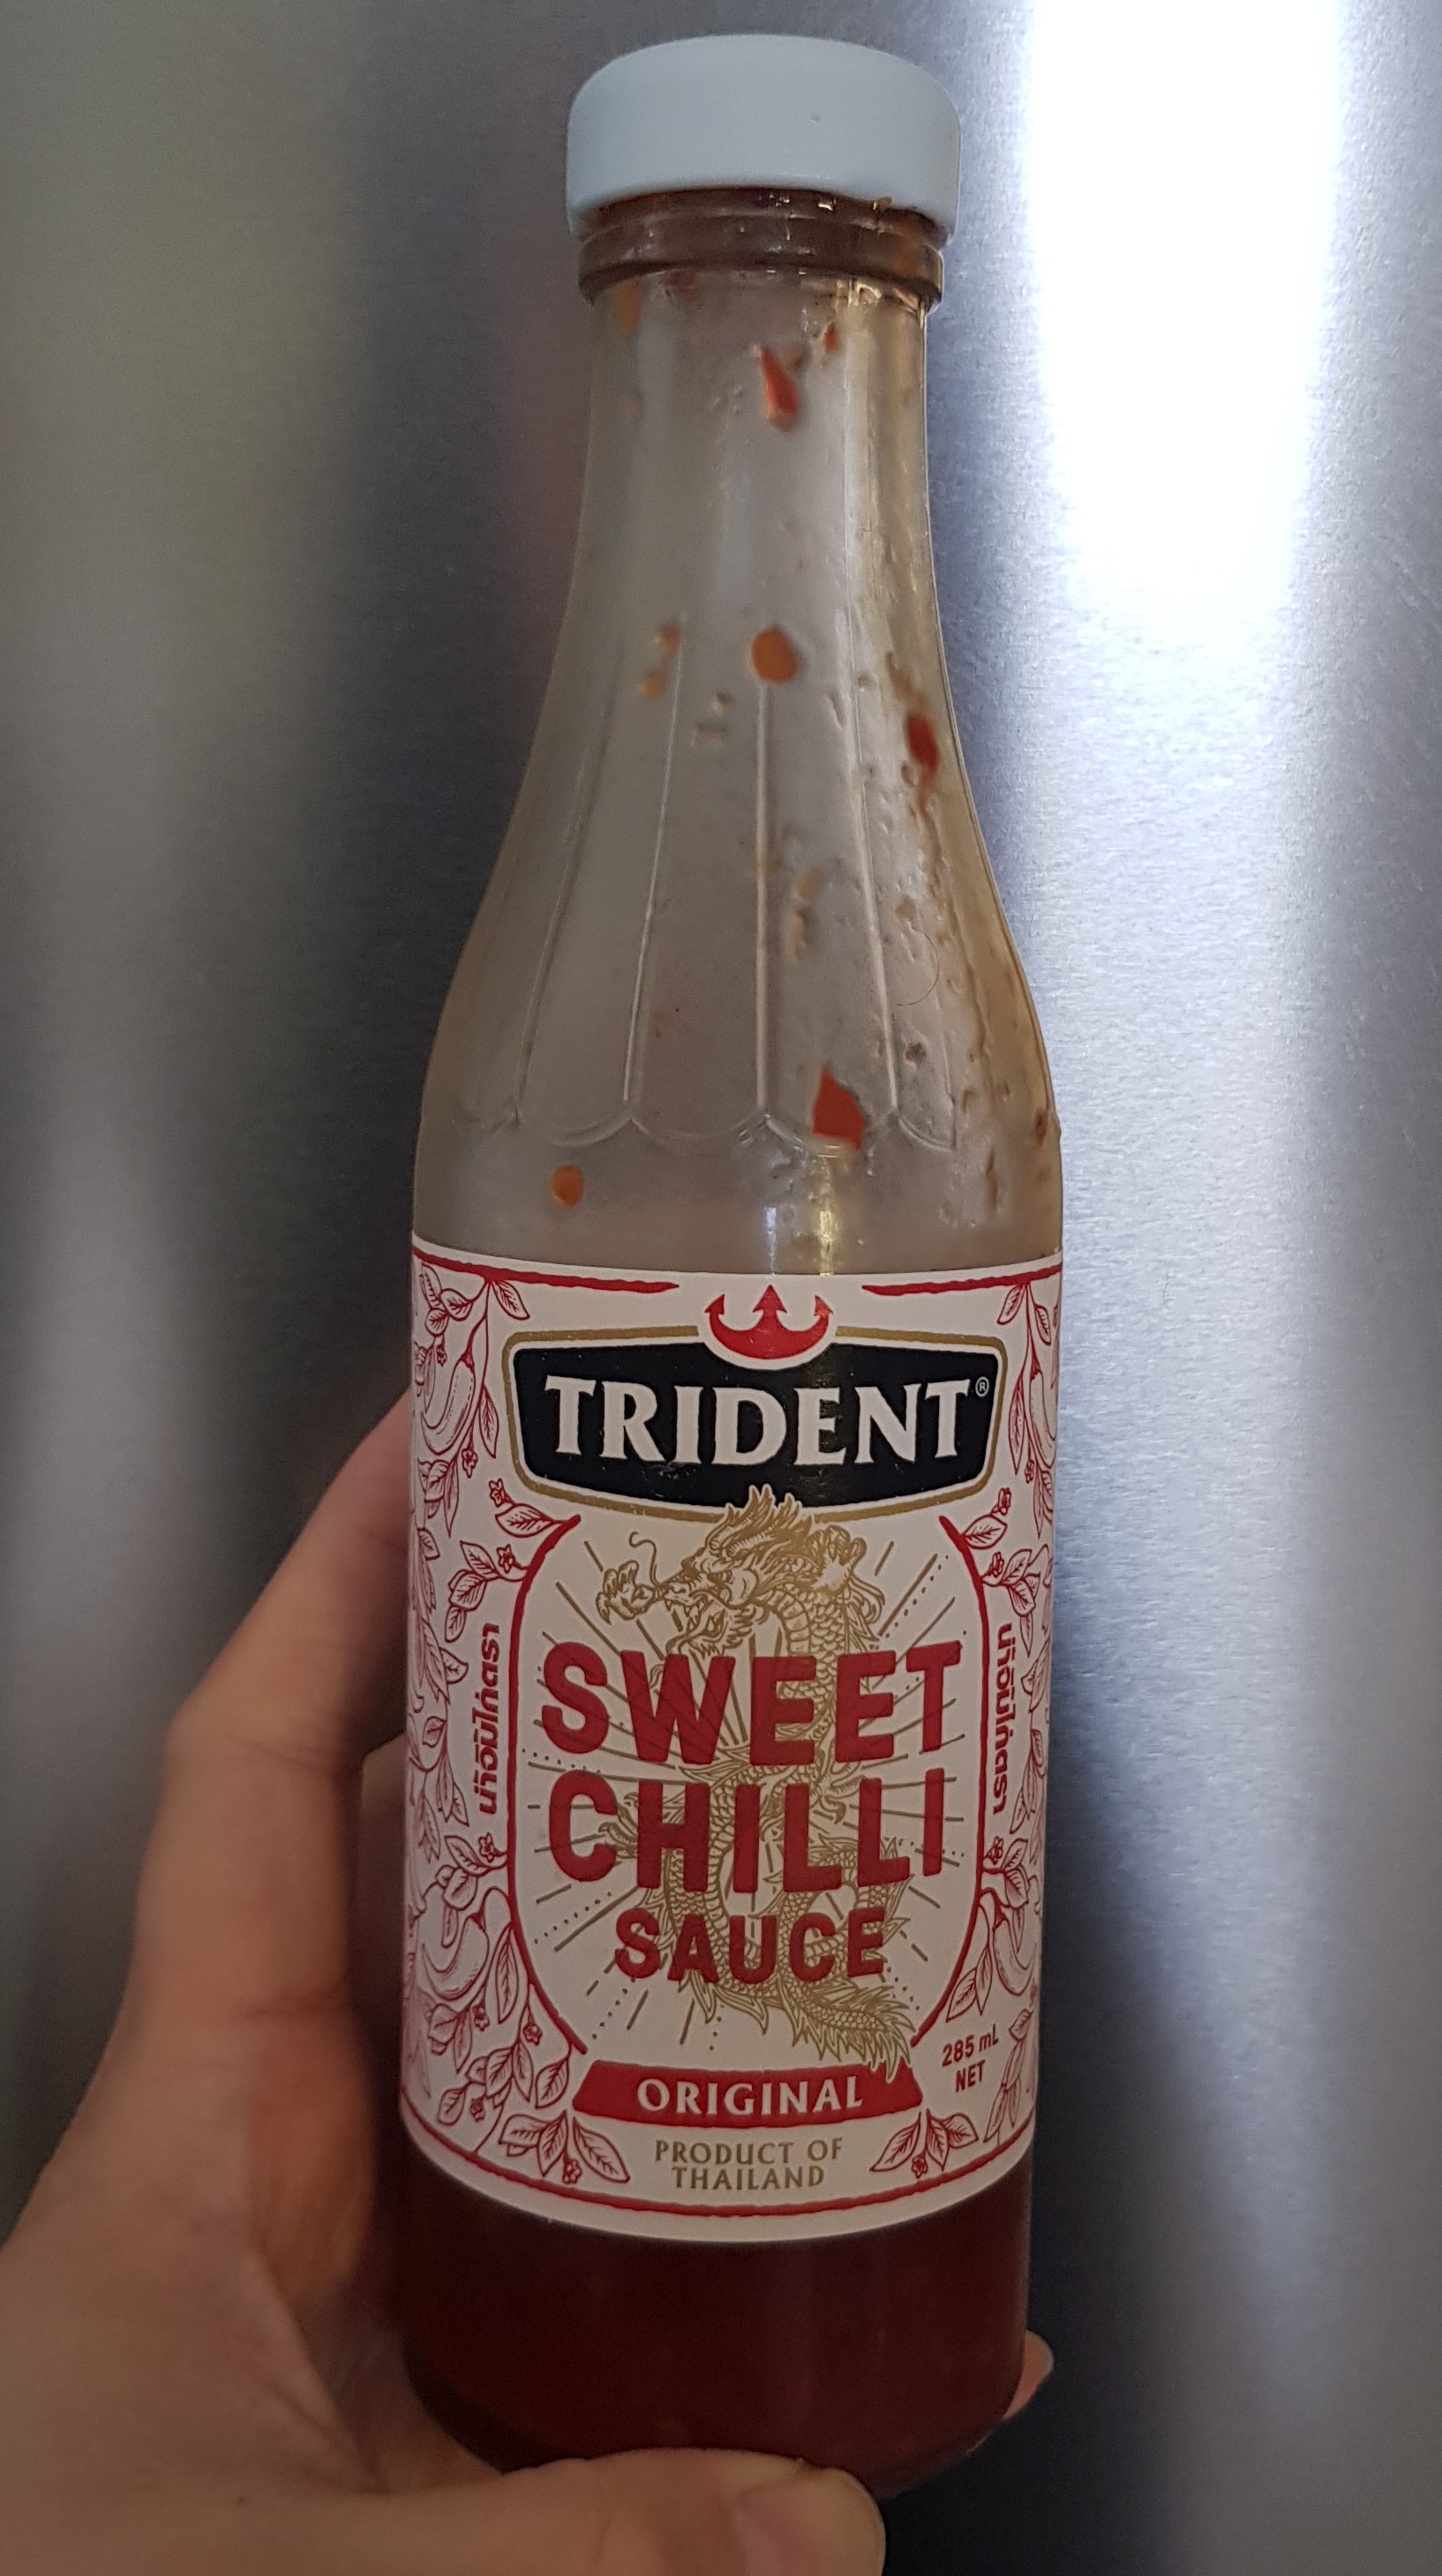 TRIDENT®
SWEET
CHILLI
SAUCE
น้ำจิ้มไก่ตรา
น้ำจิ้มไก่ตรา
285 mL
NET
ORIGINAL
PRODUCT OF
THAILAND